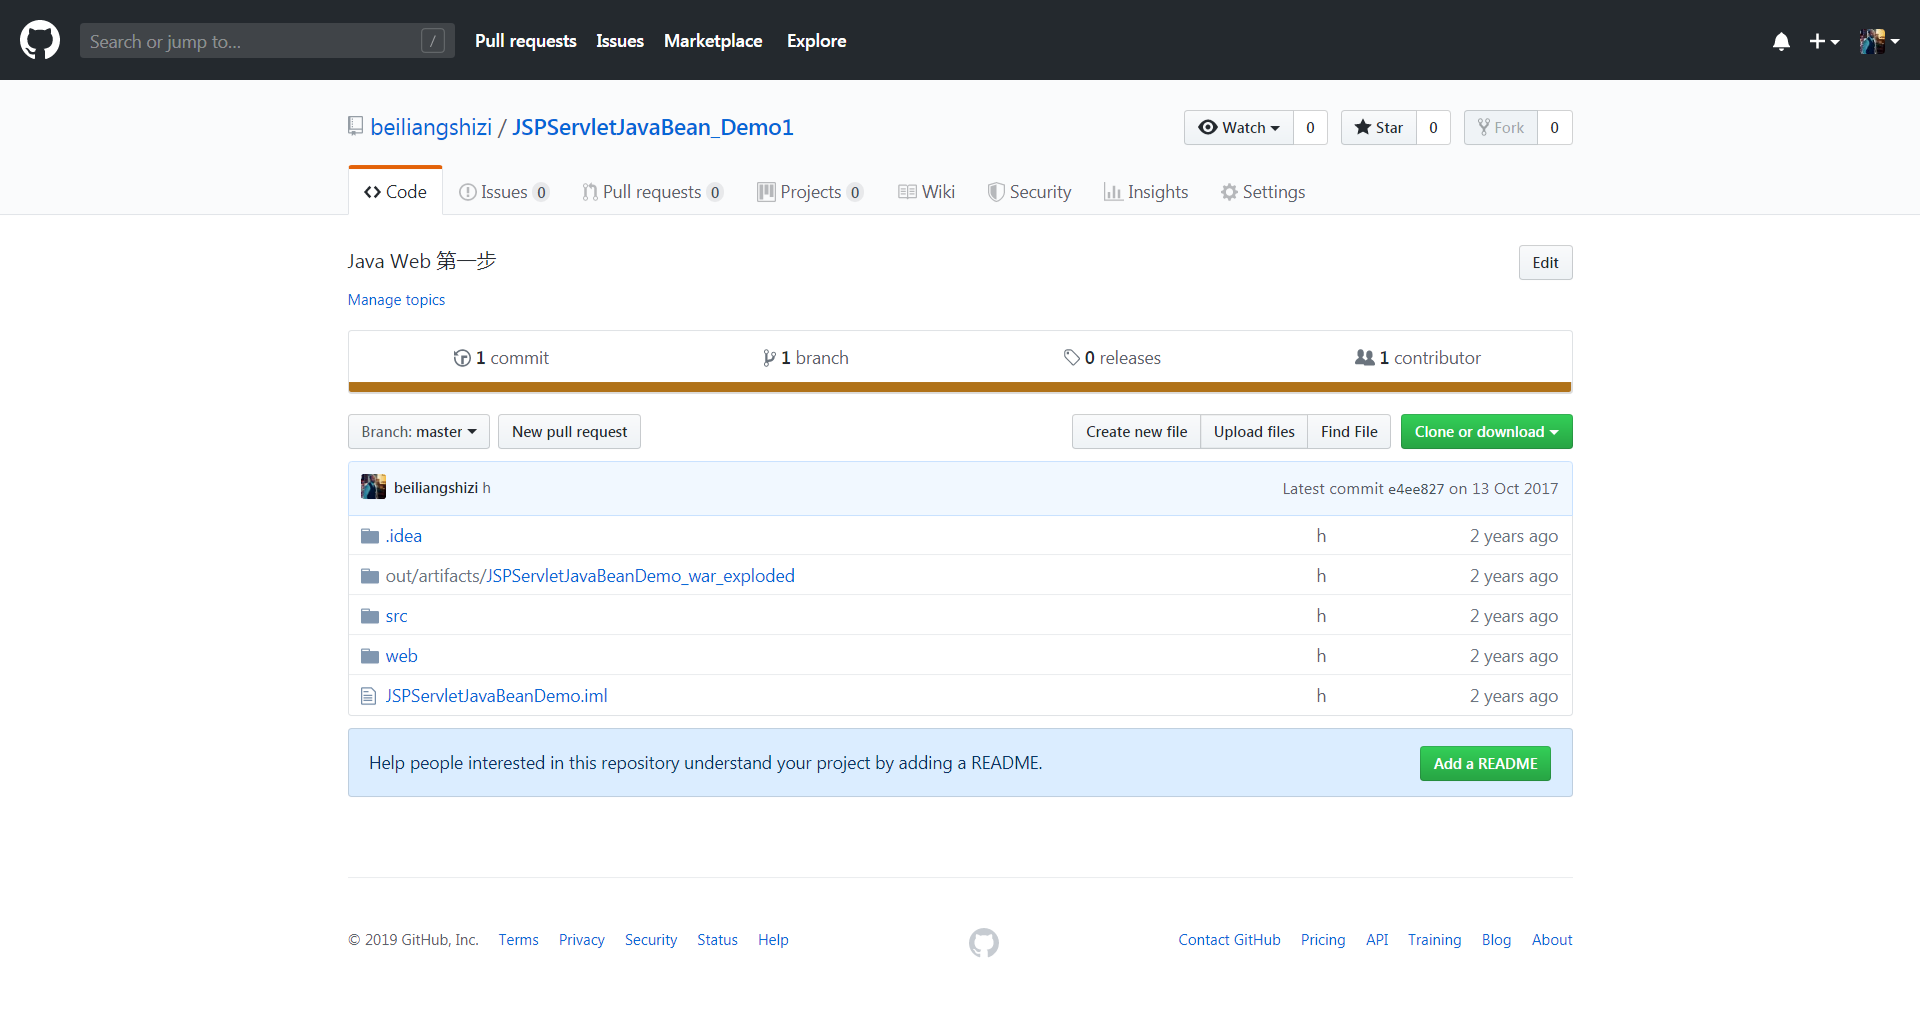 Search or jump to... / Pull requests Issues Marketplace Explore
beiliangshizi / JSPServletJavaBean_Demo1 Watch 0 Star 0 Fork 0
Code Issues 0 Pull requests 0 Projects 0 Wiki Security Insights Settings
Java Web 第一步 Edit
Manage topics
1 commit 1 branch 0 releases 1 contributor
Branch: master New pull request Create new file Upload files Find File Clone or download
beiliangshizi h Latest commit e4ee827 on 13 Oct 2017
.idea h 2 years ago
out/artifacts/JSPServletJavaBeanDemo_war_exploded h 2 years ago
src h 2 years ago
web h 2 years ago
JSPServletJavaBeanDemo.iml h 2 years ago
Help people interested in this repository understand your project by adding a README. Add a README
© 2019 GitHub, Inc. Terms Privacy Security Status Help Contact GitHub Pricing API Training Blog About